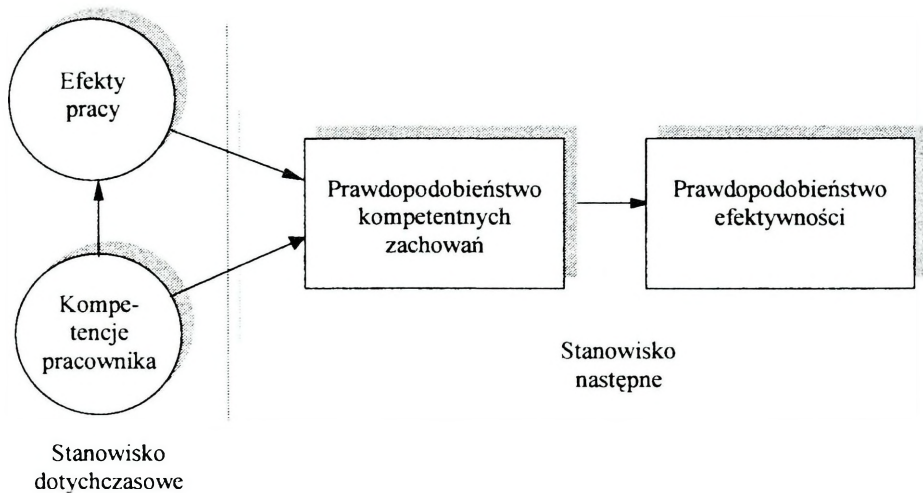 Efekty
pracy
Kompe-
tencje
pracownika
Prawdopodobieństwo
kompetentnych
zachowań
Prawdopodobieństwo
efektywności
Stanowisko
następne
Stanowisko
dotychczasowe